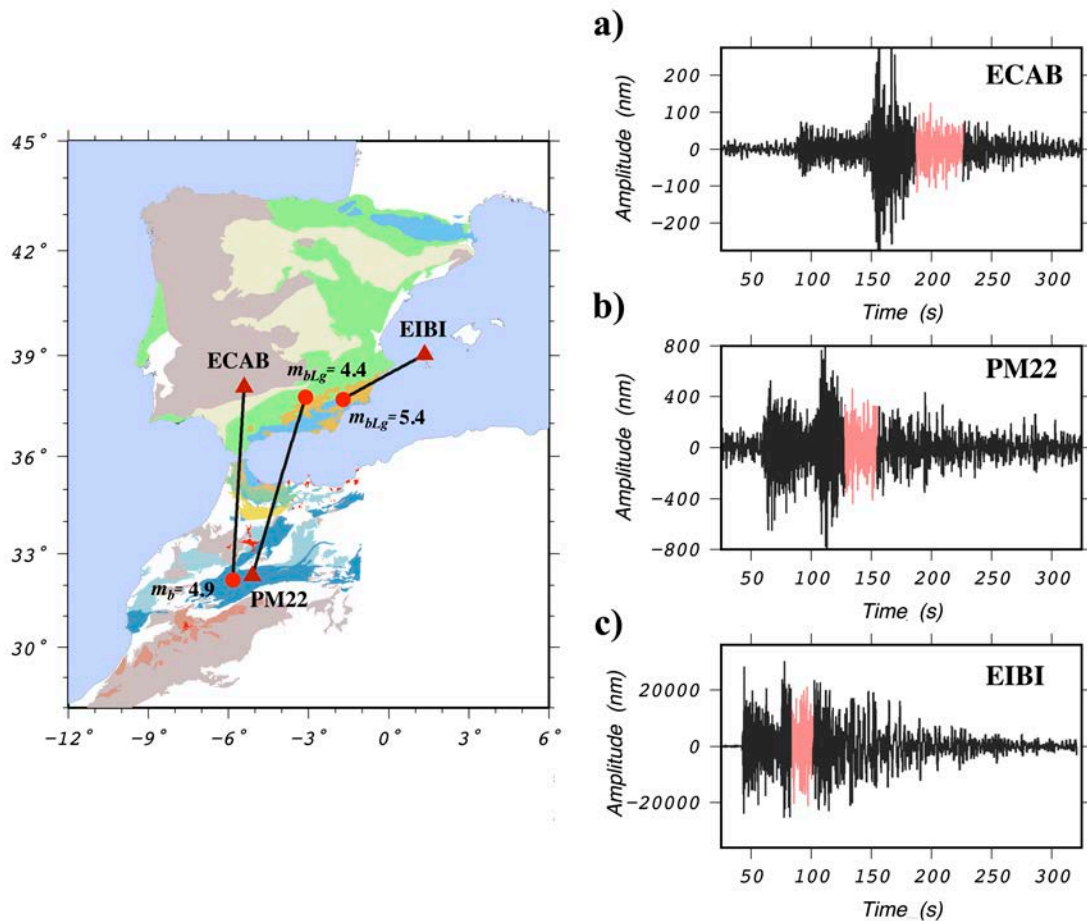 45°
42°
39°
36°
33°
30°
−12°
−9°
−6°
−3°
0°
3°
6°
ECAB
EIBI
mbLg= 4.4
mbLg= 5.4
mb= 4.9
PM22
a)
ECAB
Amplitude (nm)
200
100
0
−100
−200
50 100 150 200 250 300
Time (s)
b)
PM22
Amplitude (nm)
800
400
0
−400
−800
50 100 150 200 250 300
Time (s)
c)
EIBI
Amplitude (nm)
20000
0
−20000
50 100 150 200 250 300
Time (s)